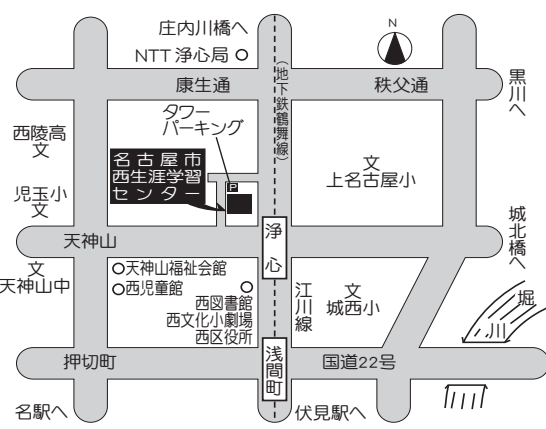 庄内川橋へ
N
NTT 浄心局
康生通
(地下鉄鶴舞線)
秩父通
黒川へ
タワー
パーキング
西陵高
文
名古屋市
西生涯学習
センター
P
文
上名古屋小
児玉小
文
天神山
浄心
城北橋へ
文
天神山中
天神山福祉会館
西児童館
西図書館
西文化小劇場
西区役所
江川線
文
城西小
堀川
押切町
浅間町
国道22号
名駅へ
伏見駅へ